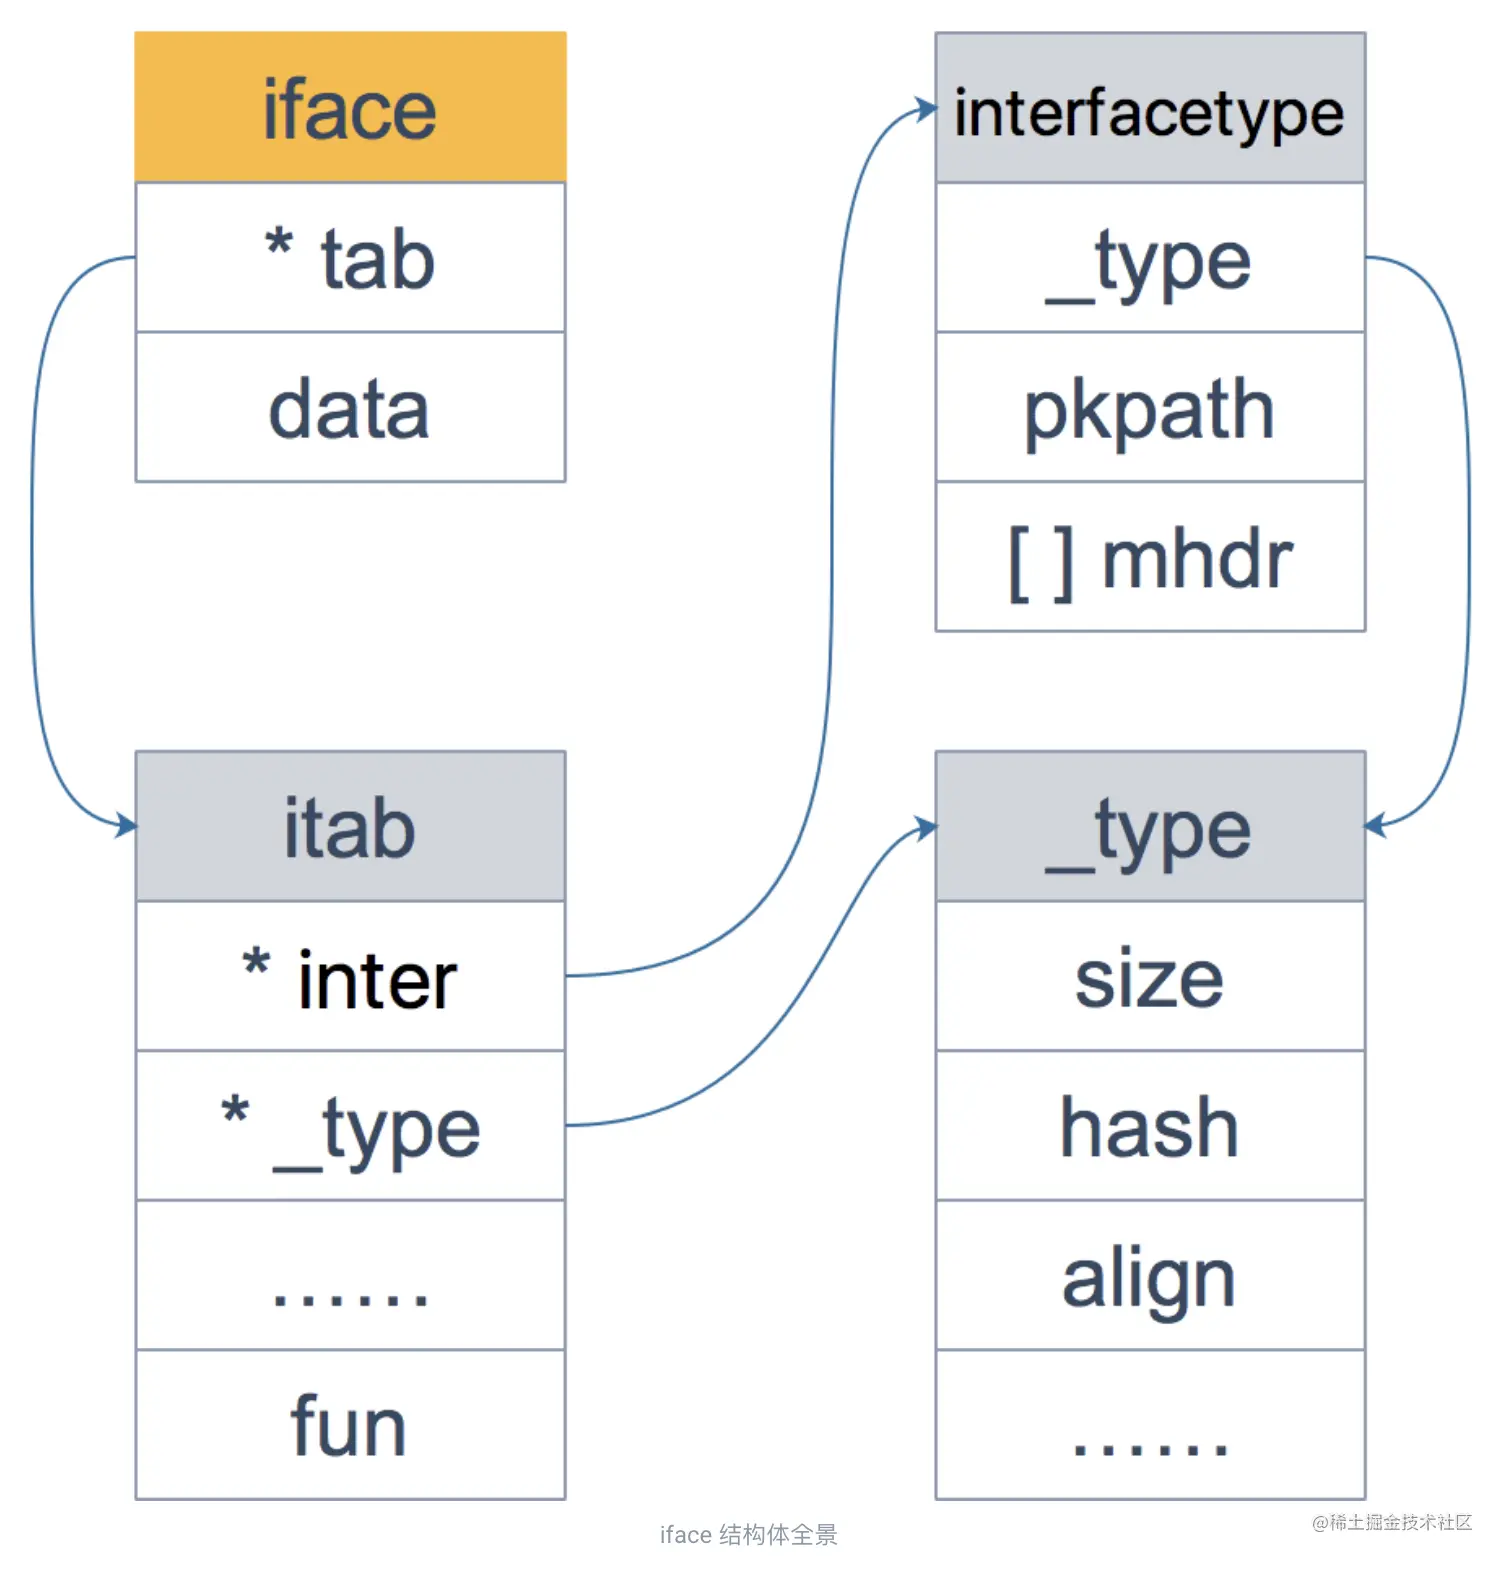 iface
* tab
data
interfacetype
_type
pkpath
[ ] mhdr
itab
* inter
* _type
......
fun
_type
size
hash
align
......
iface 结构体全景
@稀土掘金技术社区